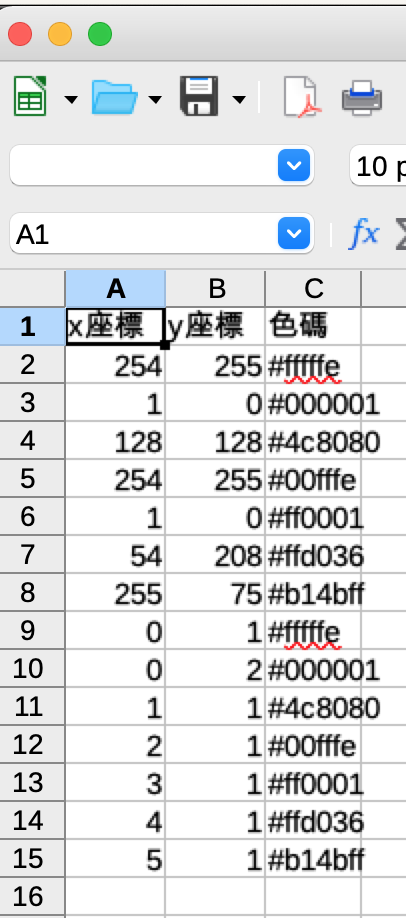 10 p
A1 fx Σ
A B C
1 x座標 y座標 色碼
2 254 255 #fffffe
3 1 0 #000001
4 128 128 #4c8080
5 254 255 #00fffe
6 1 0 #ff0001
7 54 208 #ffd036
8 255 75 #b14bff
9 0 1 #fffffe
10 0 2 #000001
11 1 1 #4c8080
12 2 1 #00fffe
13 3 1 #ff0001
14 4 1 #ffd036
15 5 1 #b14bff
16